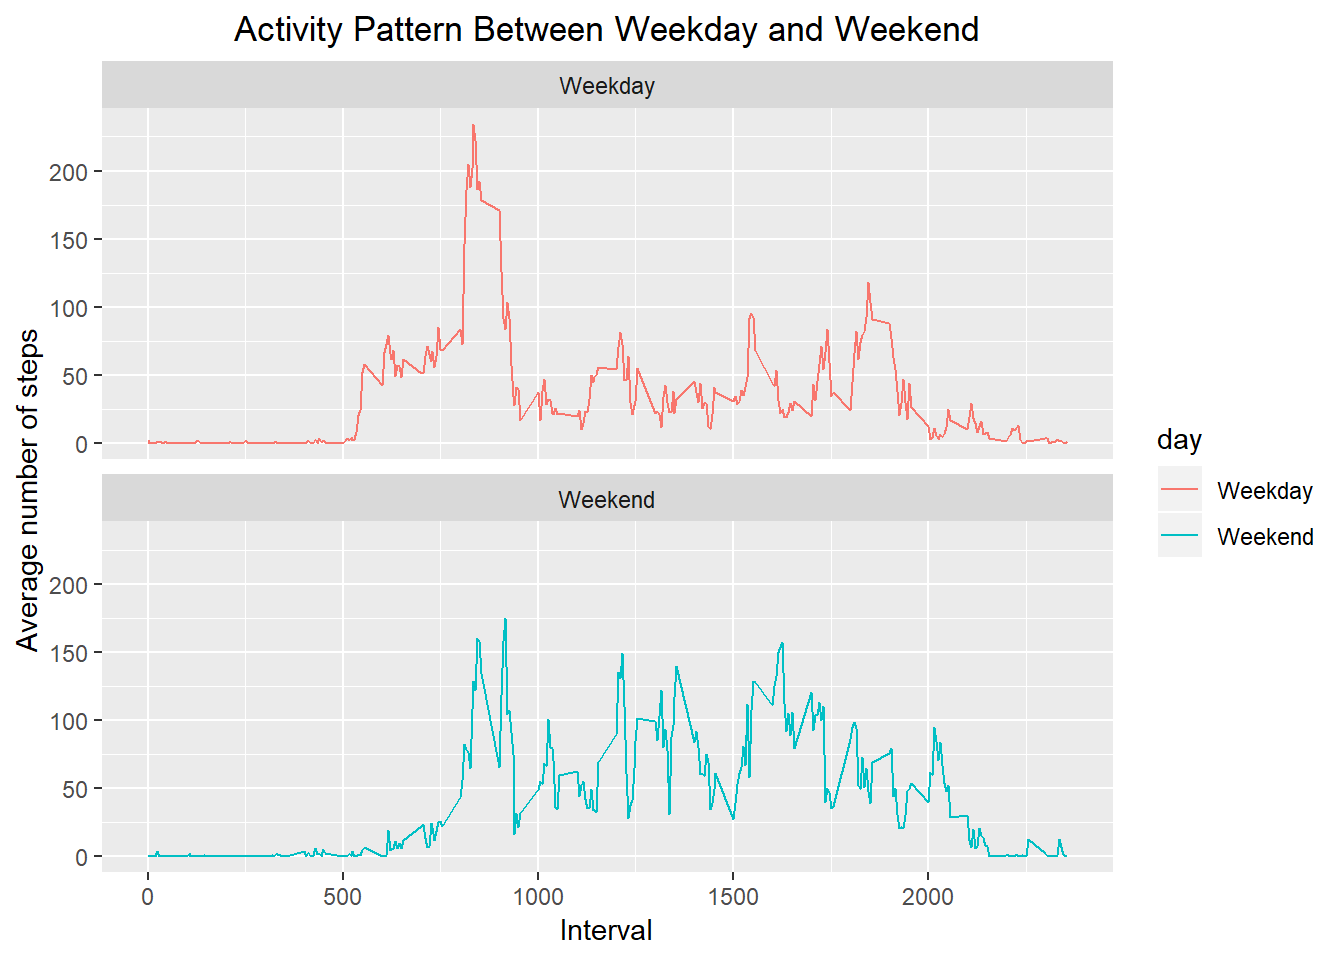 Activity Pattern Between Weekday and Weekend
Weekday
200
150
100
50
0
Weekend
200
150
100
50
0
0 500 1000 1500 2000
Interval
Average number of steps
day
Weekday
Weekend